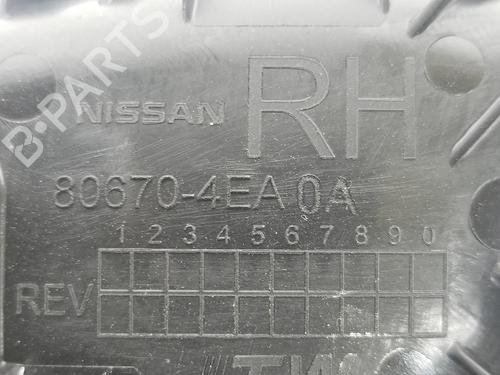 B-PARTS
NISSAN RH
80670-4EA0A
1 2 3 4 5 6 7 8 9 0
REV